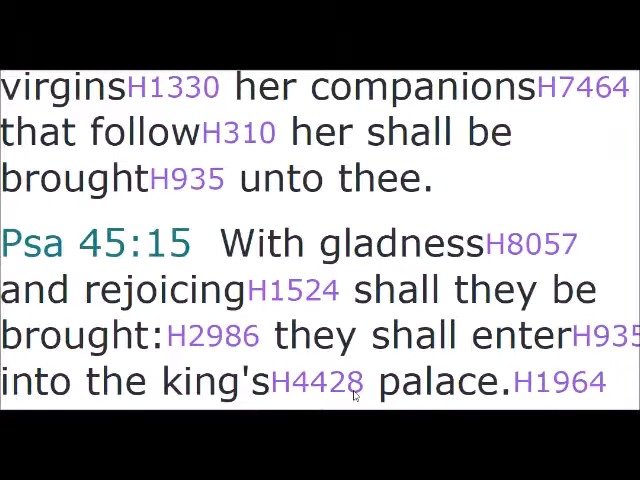 virginsH1330 her companionsH7464
that followH310 her shall be
broughtH935 unto thee.
Psa 45:15 With gladnessH8057
and rejoicingH1524 shall they be
brought:H2986 they shall enterH935
into the king'sH4428 palace.H1964